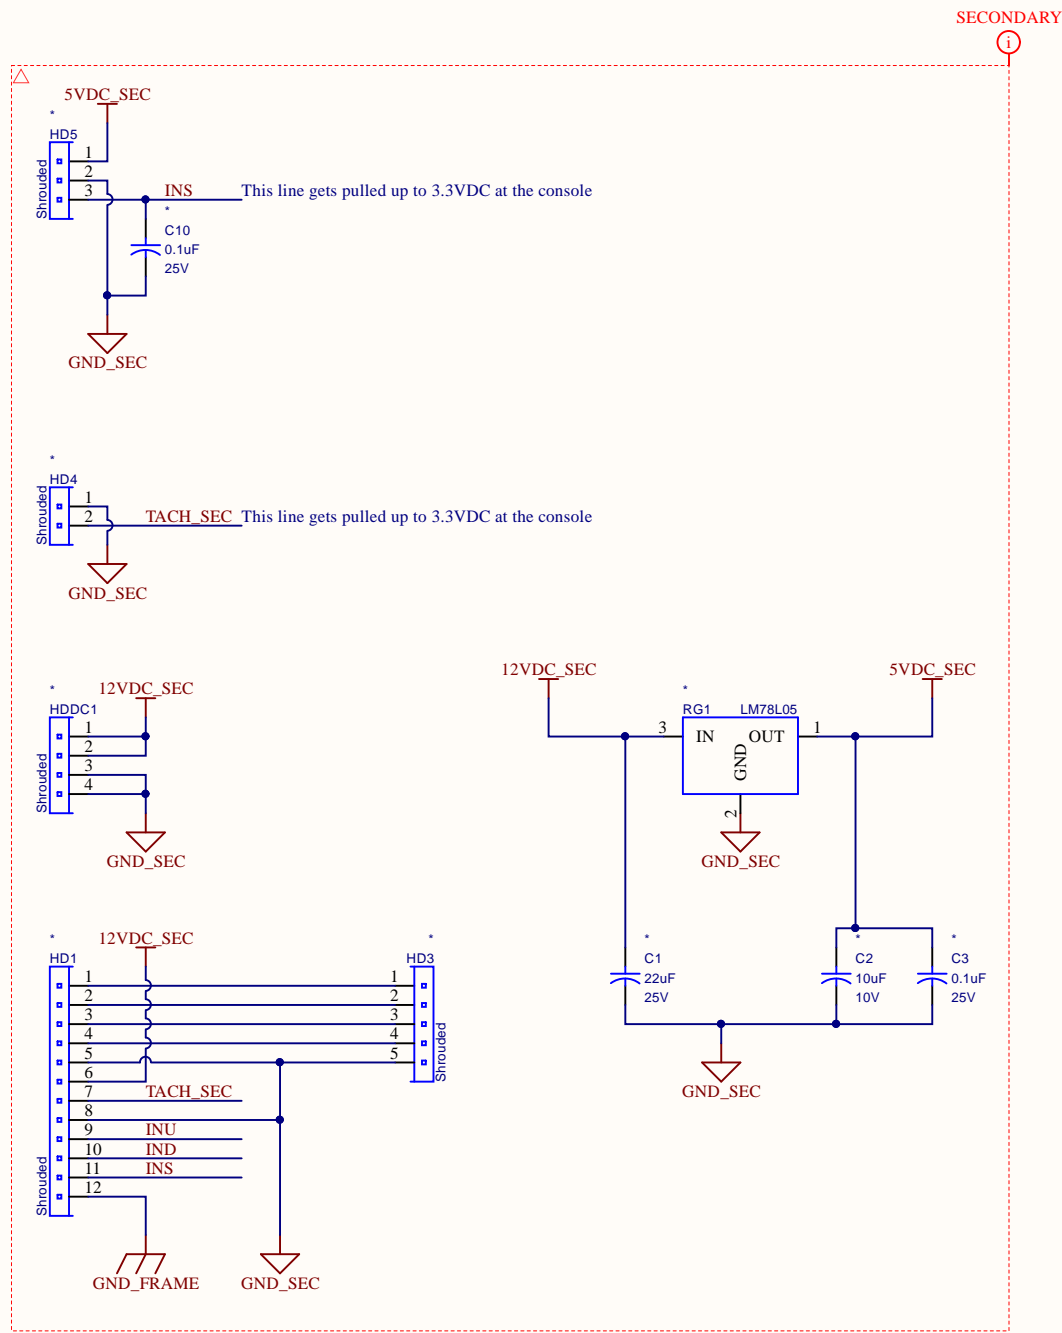 SECONDARY
i
5VDC_SEC
*
HD5
Shrouded
1
2
3
INS
This line gets pulled up to 3.3VDC at the console
*
C10
0.1uF
25V
GND_SEC
*
HD4
Shrouded
1
2
TACH_SEC
This line gets pulled up to 3.3VDC at the console
GND_SEC
12VDC_SEC
*
HDDC1
Shrouded
1
2
3
4
GND_SEC
12VDC_SEC
5VDC_SEC
*
RG1
LM78L05
3
IN
OUT
1
GND
2
GND_SEC
*
C1
22uF
25V
*
C2
10uF
10V
*
C3
0.1uF
25V
GND_SEC
12VDC_SEC
*
HD1
Shrouded
1
2
3
4
5
6
7
8
9
10
11
12
TACH_SEC
INU
IND
INS
*
HD3
Shrouded
1
2
3
4
5
GND_FRAME
GND_SEC